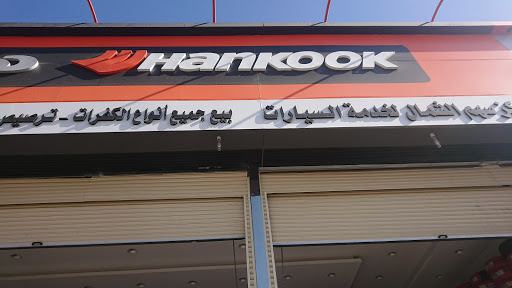 Hankook
نجم الشمال لخدمة السيارات بيع جميع أنواع الكفرات - ترصيص